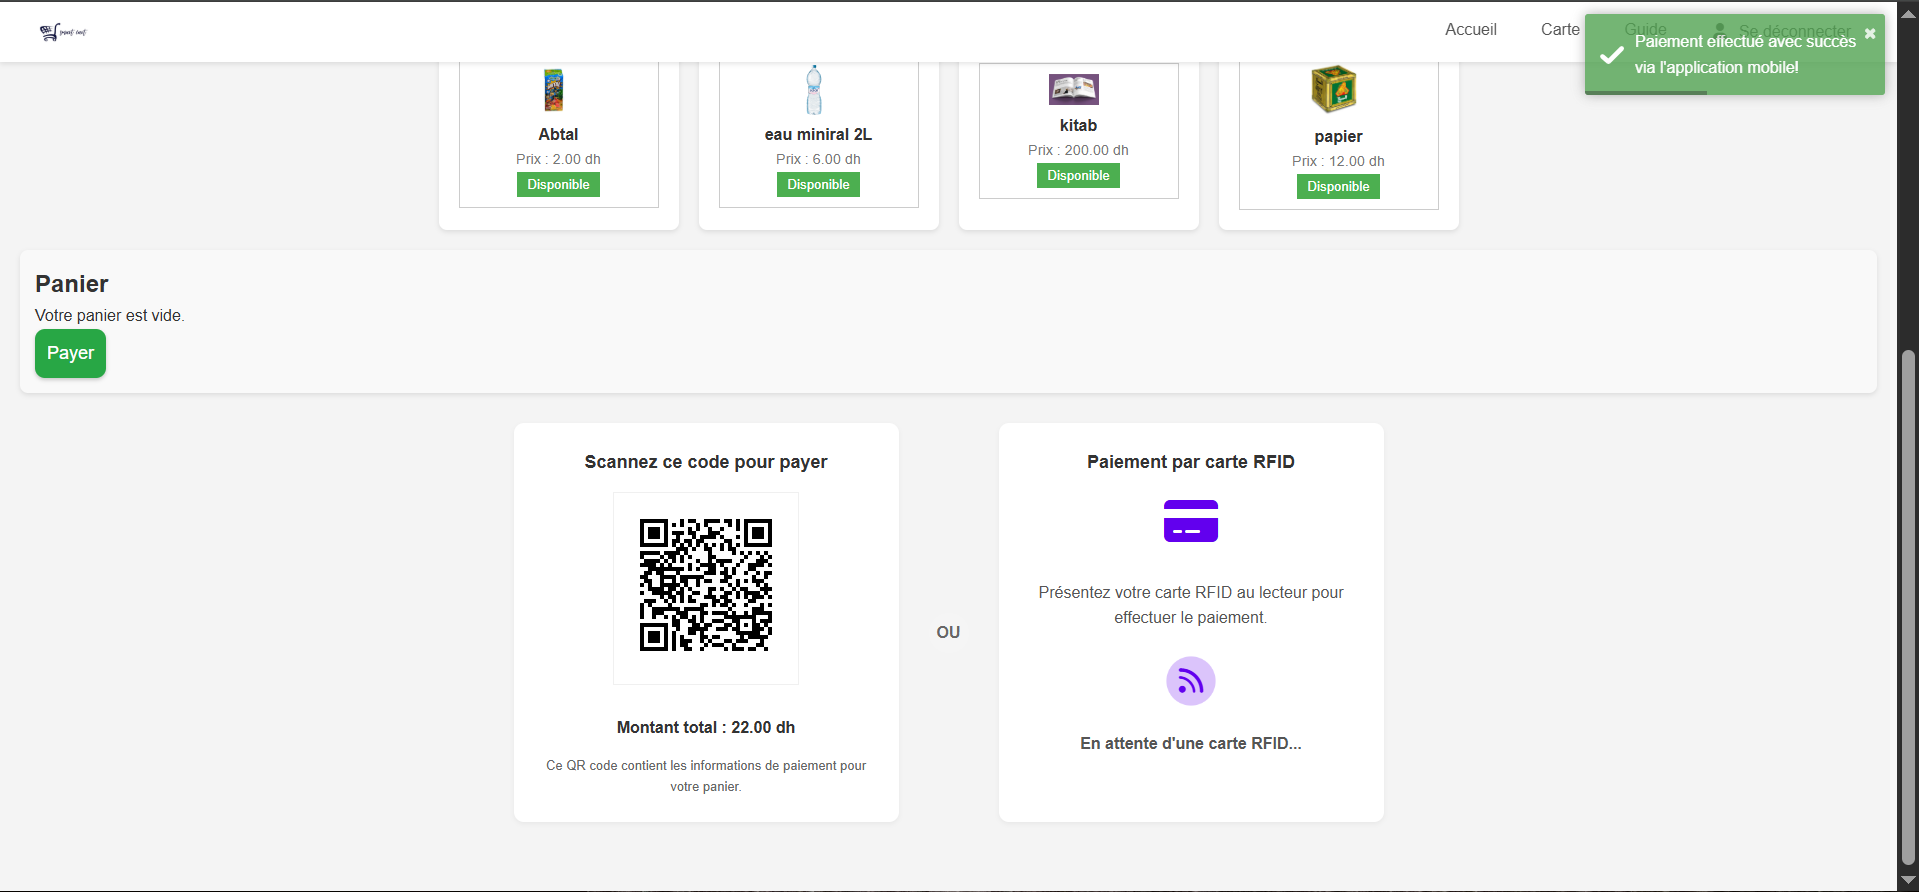 Accueil
Carte
Guide
Se déconnecter
Paiement effectué avec succès
via l'application mobile!
Abtal
Prix : 2.00 dh
Disponible
eau miniral 2L
Prix : 6.00 dh
Disponible
kitab
Prix : 200.00 dh
Disponible
papier
Prix : 12.00 dh
Disponible
Panier
Votre panier est vide.
Payer
Scannez ce code pour payer
Montant total : 22.00 dh
Ce QR code contient les informations de paiement pour
votre panier.
OU
Paiement par carte RFID
Présentez votre carte RFID au lecteur pour
effectuer le paiement.
En attente d'une carte RFID...